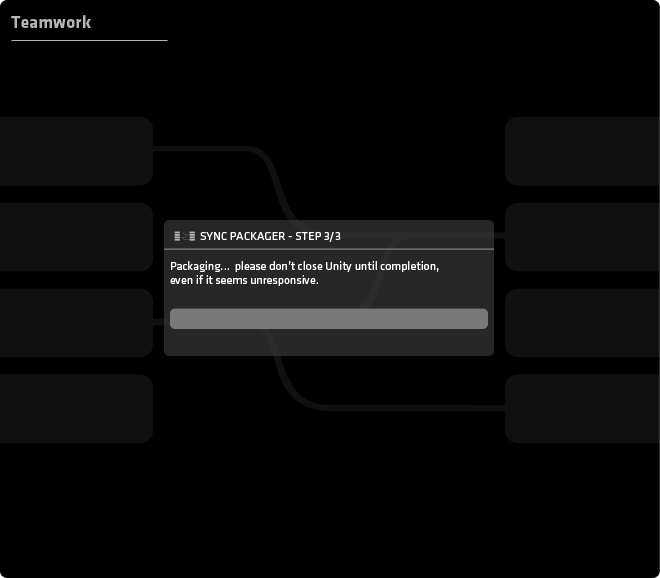 Teamwork
SYNC PACKAGER - STEP 3/3
Packaging...  please don't close Unity until completion,
even if it seems unresponsive.